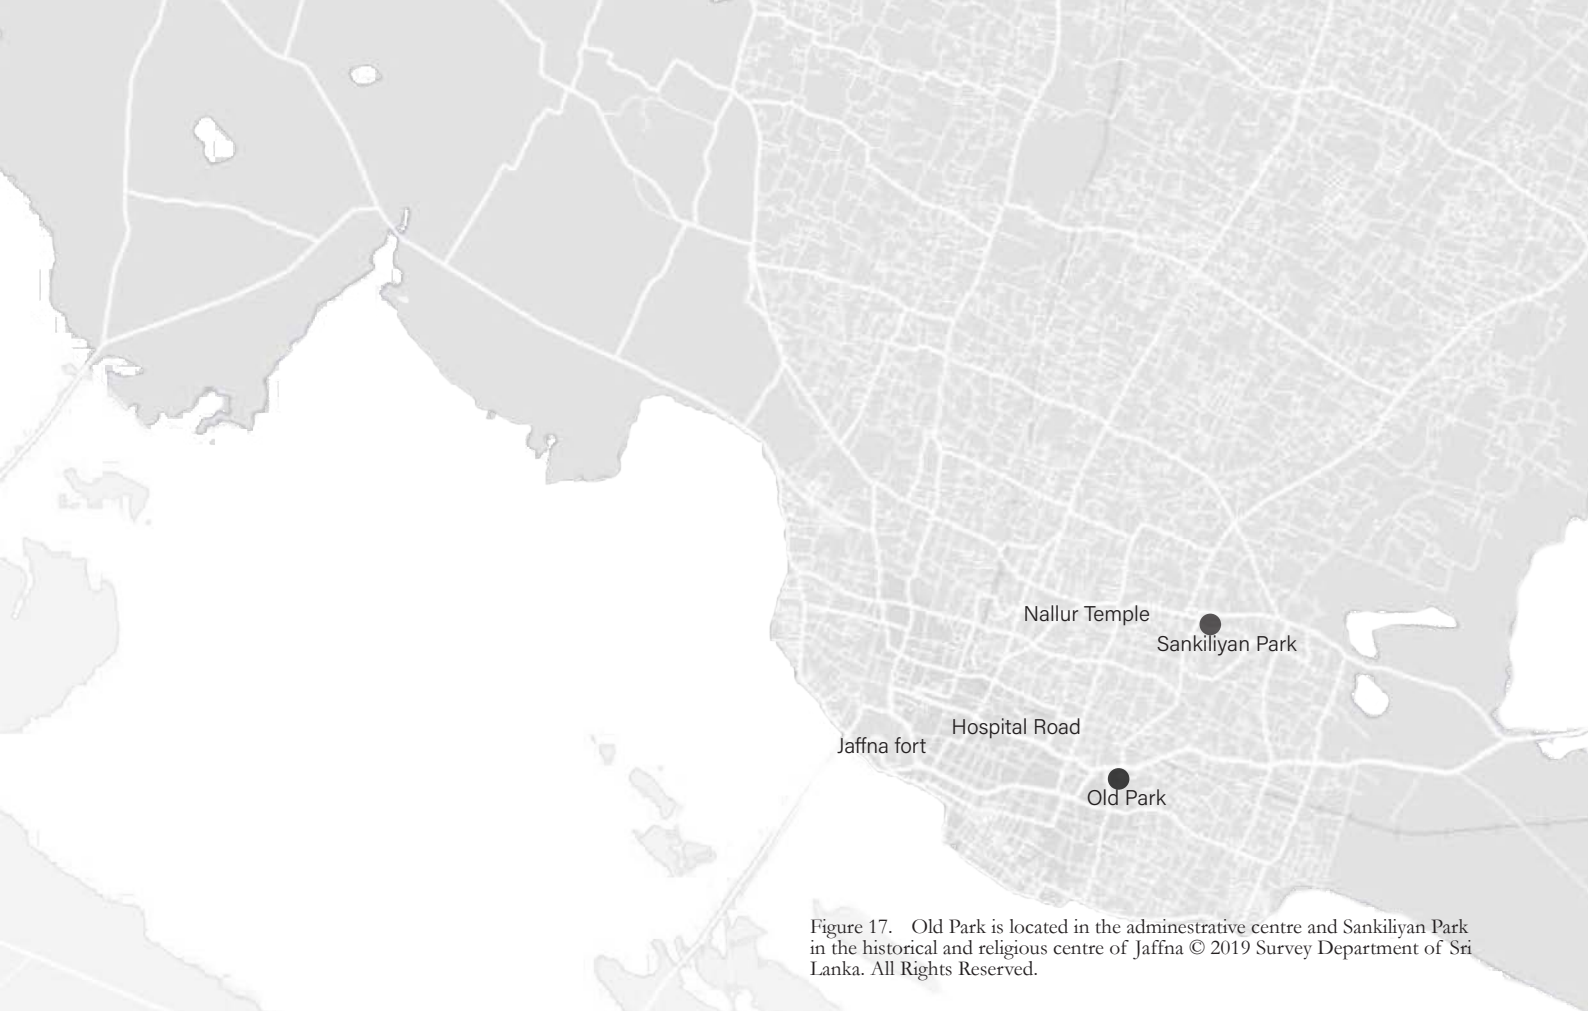 Nallur Temple
Sankiliyan Park
Hospital Road
Jaffna fort
Old Park
Figure 17. Old Park is located in the adminestrative centre and Sankiliyan Park
in the historical and religious centre of Jaffna © 2019 Survey Department of Sri
Lanka. All Rights Reserved.